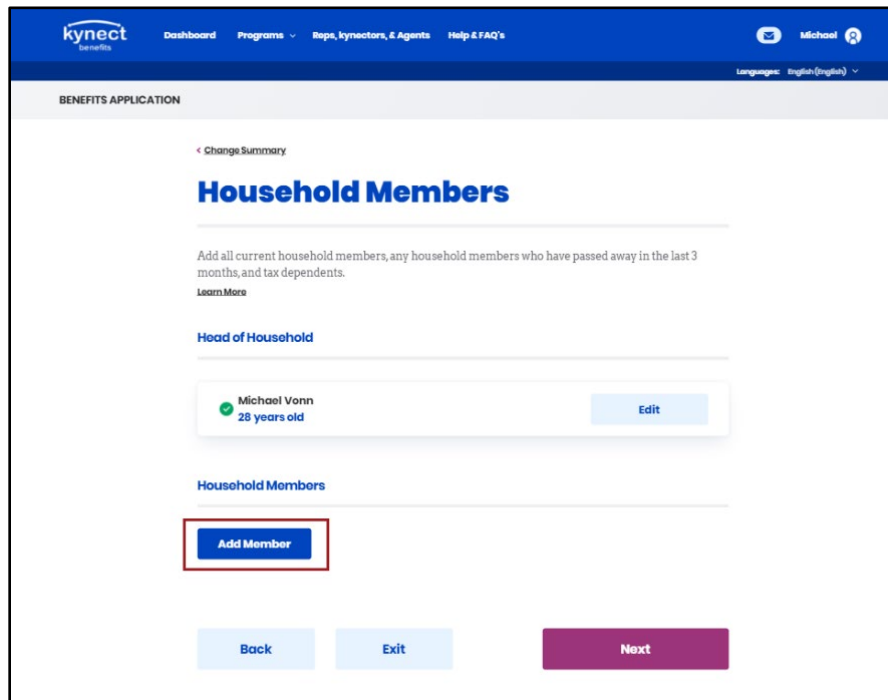 kynect
benefits
Dashboard Programs Reps, kynectors, & Agents Help & FAQ's Michael
Languages: English (English)
BENEFITS APPLICATION
< Change Summary
Household Members
Add all current household members, any household members who have passed away in the last 3
months, and tax dependents.
Learn More
Head of Household
Michael Vonn
28 years old
Edit
Household Members
Add Member
Back Exit Next